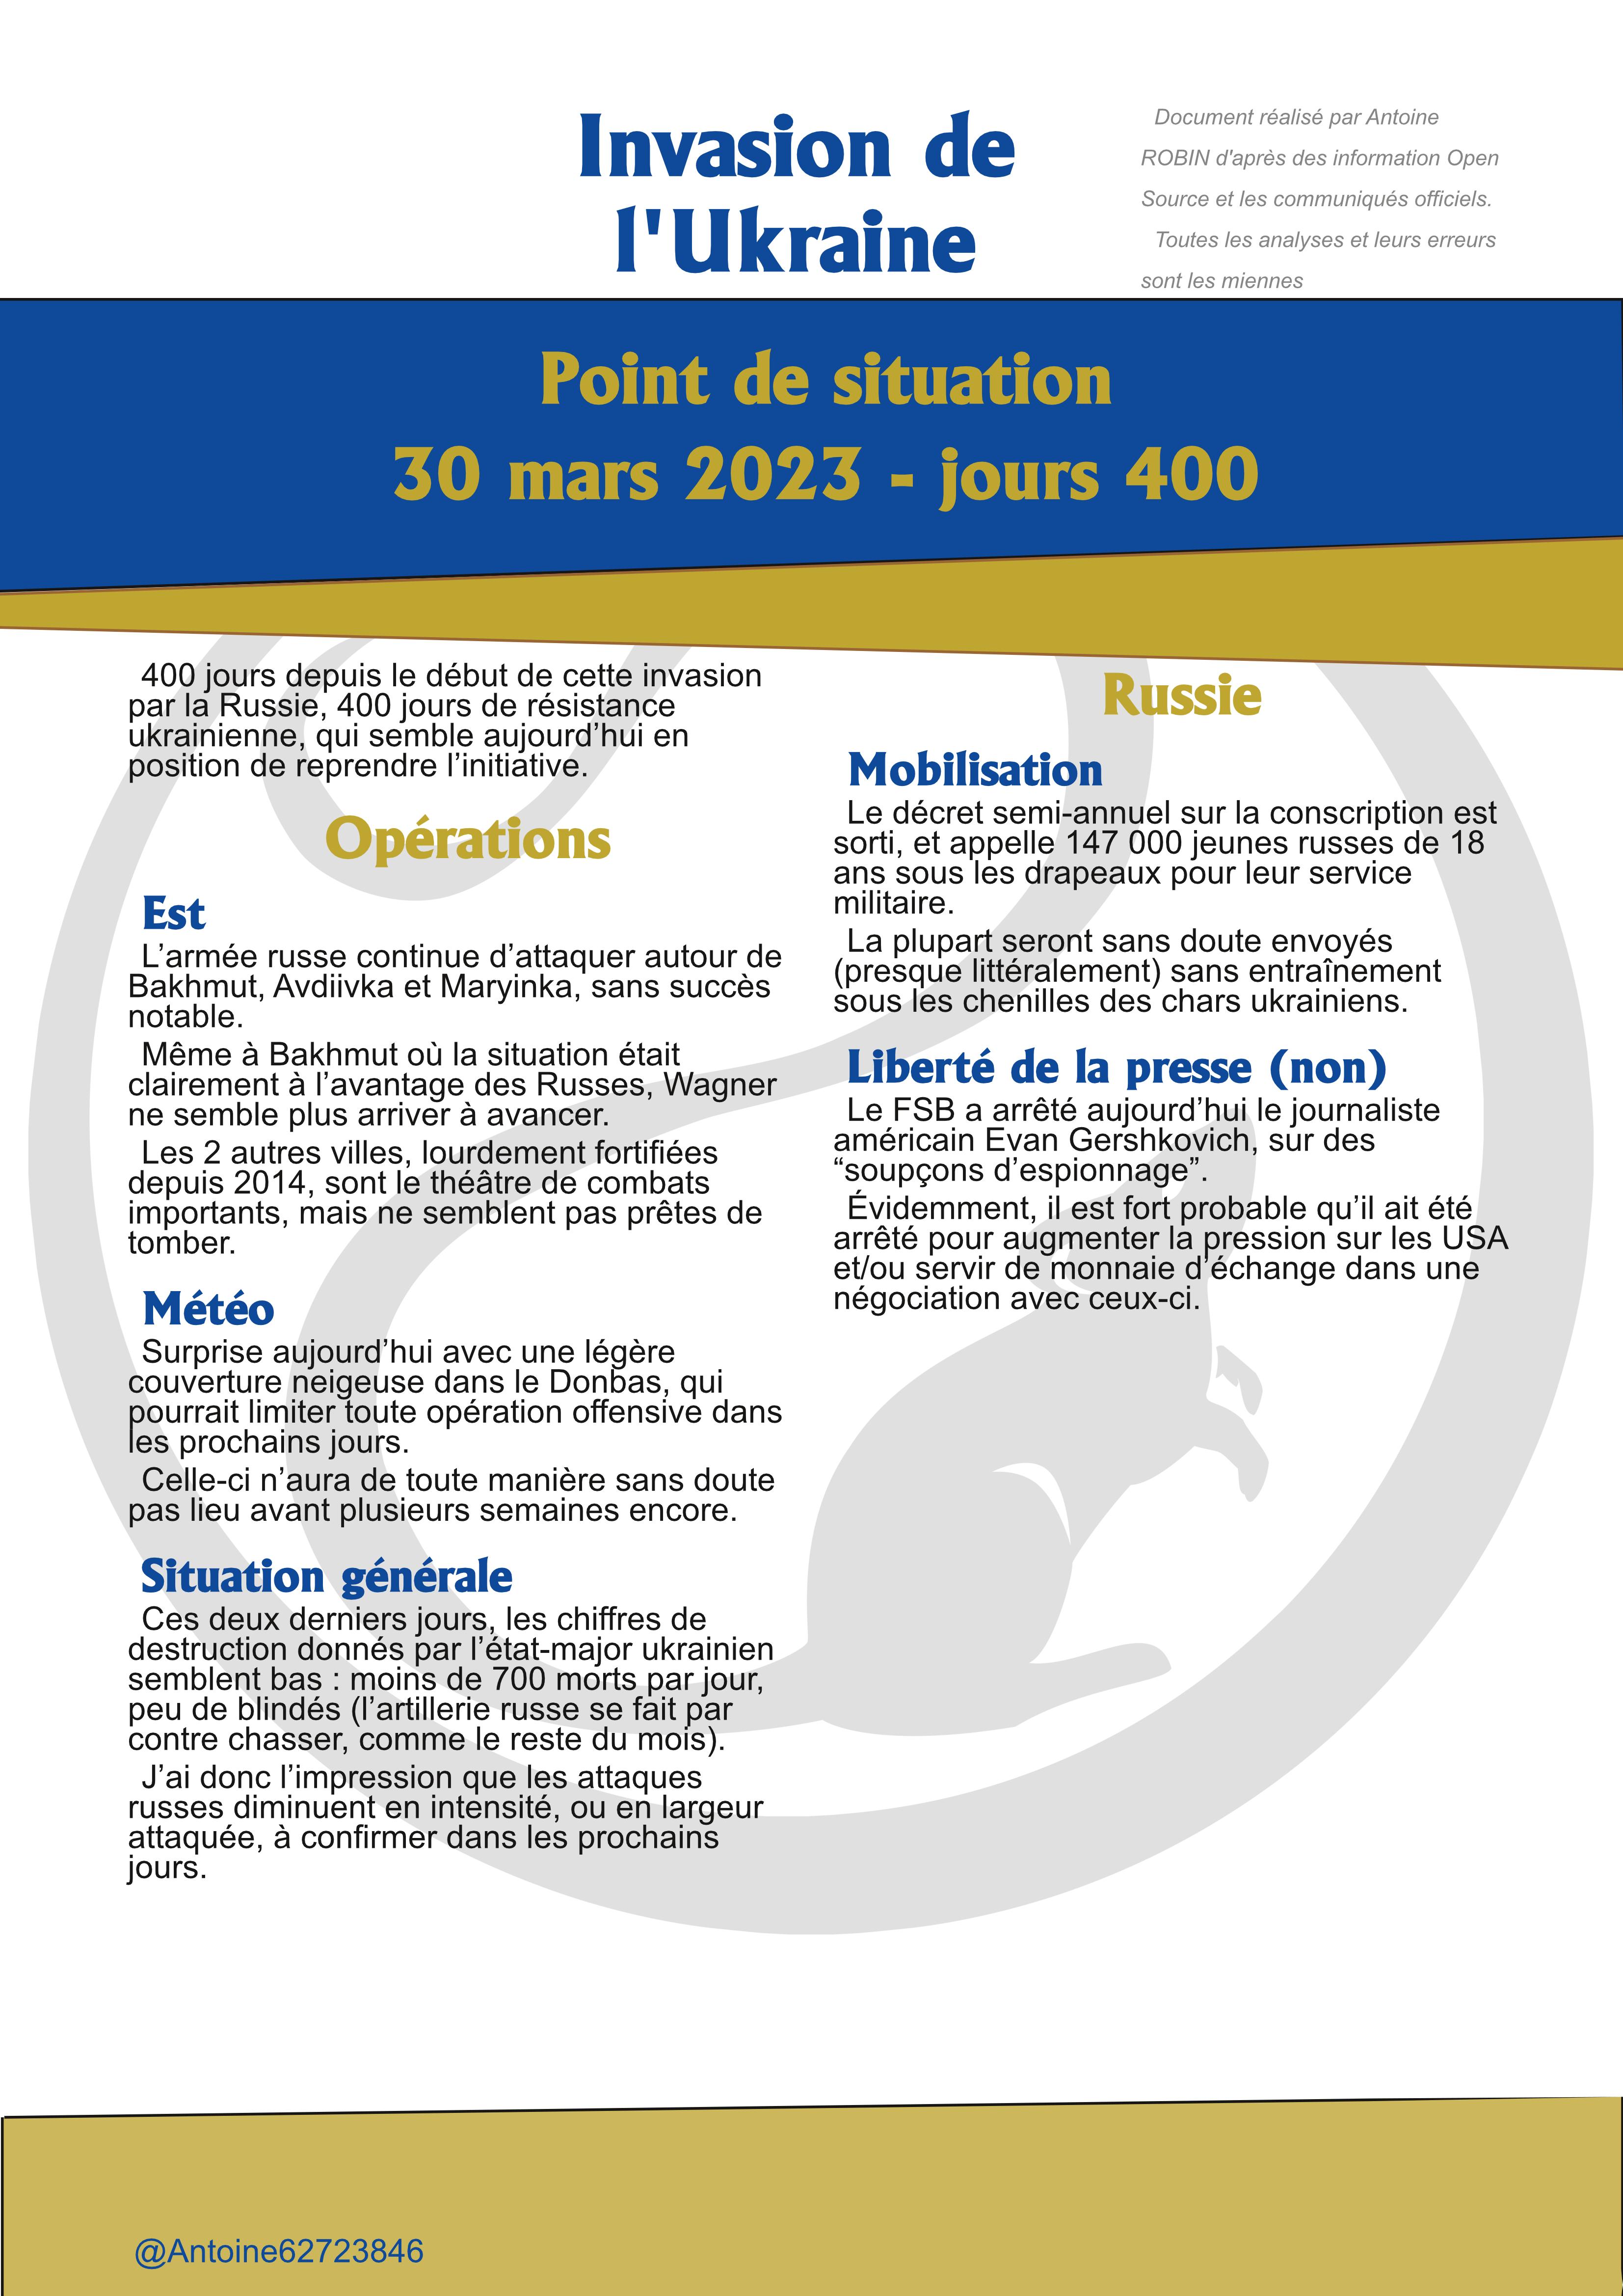 Invasion de
l'Ukraine
Document réalisé par Antoine
ROBIN d'après des information Open
Source et les communiqués officiels.
Toutes les analyses et leurs erreurs
sont les miennes
Point de situation
30 mars 2023 - jours 400
400 jours depuis le début de cette invasion
par la Russie, 400 jours de résistance
ukrainienne, qui semble aujourd’hui en
position de reprendre l’initiative.
Opérations
Est
L’armée russe continue d’attaquer autour de
Bakhmut, Avdiivka et Maryinka, sans succès
notable.
Même à Bakhmut où la situation était
clairement à l’avantage des Russes, Wagner
ne semble plus arriver à avancer.
Les 2 autres villes, lourdement fortifiées
depuis 2014, sont le théâtre de combats
importants, mais ne semblent pas prêtes de
tomber.
Météo
Surprise aujourd’hui avec une légère
couverture neigeuse dans le Donbas, qui
pourrait limiter toute opération offensive dans
les prochains jours.
Celle-ci n’aura de toute manière sans doute
pas lieu avant plusieurs semaines encore.
Situation générale
Ces deux derniers jours, les chiffres de
destruction donnés par l’état-major ukrainien
semblent bas : moins de 700 morts par jour,
peu de blindés (l’artillerie russe se fait par
contre chasser, comme le reste du mois).
J’ai donc l’impression que les attaques
russes diminuent en intensité, ou en largeur
attaquée, à confirmer dans les prochains
jours.
Russie
Mobilisation
Le décret semi-annuel sur la conscription est
sorti, et appelle 147 000 jeunes russes de 18
ans sous les drapeaux pour leur service
militaire.
La plupart seront sans doute envoyés
(presque littéralement) sans entraînement
sous les chenilles des chars ukrainiens.
Liberté de la presse (non)
Le FSB a arrêté aujourd’hui le journaliste
américain Evan Gershkovich, sur des
“soupçons d’espionnage”.
Évidemment, il est fort probable qu’il ait été
arrêté pour augmenter la pression sur les USA
et/ou servir de monnaie d’échange dans une
négociation avec ceux-ci.
@Antoine62723846